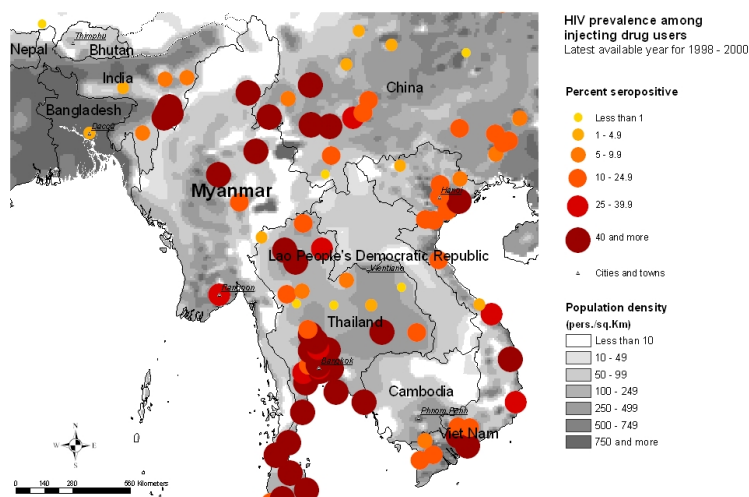 HIV prevalence among
injecting drug users
Latest available year for 1998 - 2000
Percent seropositive
Less than 1
1 - 4.9
5 - 9.9
10 - 24.9
25 - 39.9
40 and more
Cities and towns
Population density
(pers./sq.Km)
Less than 10
10 - 49
50 - 99
100 - 249
250 - 499
500 - 749
750 and more
Nepal
Thimphu
Bhutan
India
China
Bangladesh
Dacca
Myanmar
Hanoi
Lao People's Democratic Republic
Vientiane
Rangoon
Thailand
Bangkok
Cambodia
Phnom Penh
Viet Nam
N
W
E
S
0 140 280 560 Kilometers